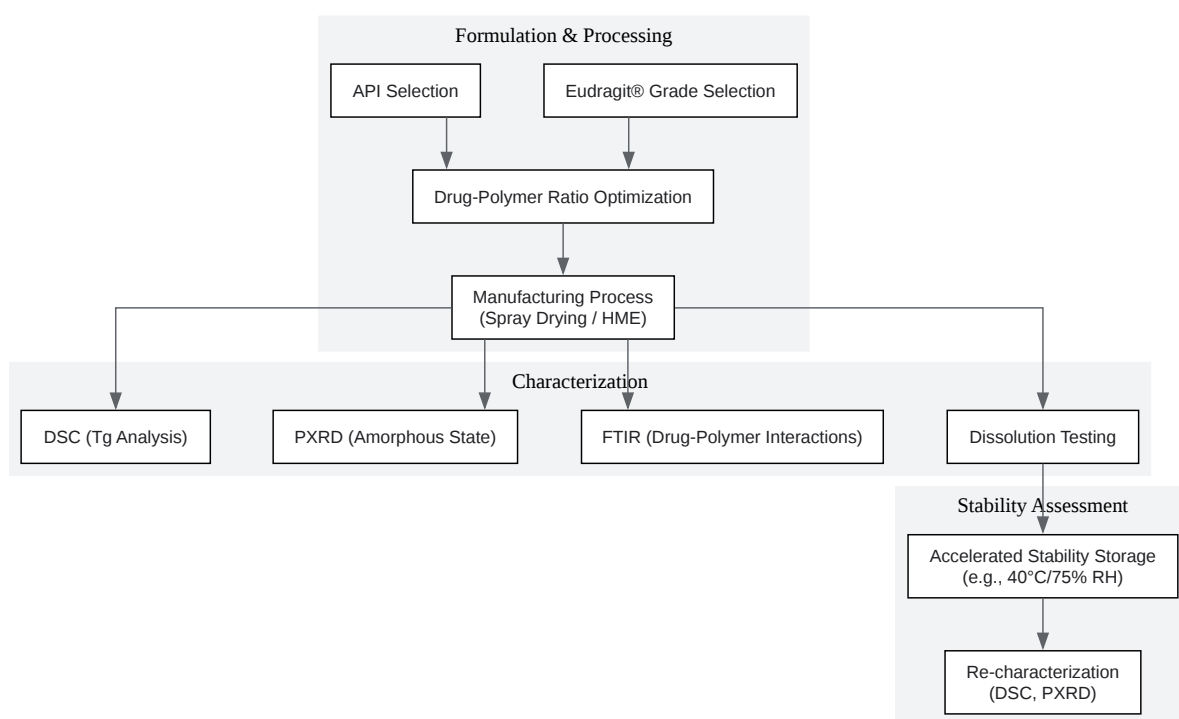 Formulation & Processing
API Selection
Eudragit® Grade Selection
Drug-Polymer Ratio Optimization
Manufacturing Process
(Spray Drying / HME)
Characterization
DSC (Tg Analysis)
PXRD (Amorphous State)
FTIR (Drug-Polymer Interactions)
Dissolution Testing
Stability Assessment
Accelerated Stability Storage
(e.g., 40°C/75% RH)
Re-characterization
(DSC, PXRD)